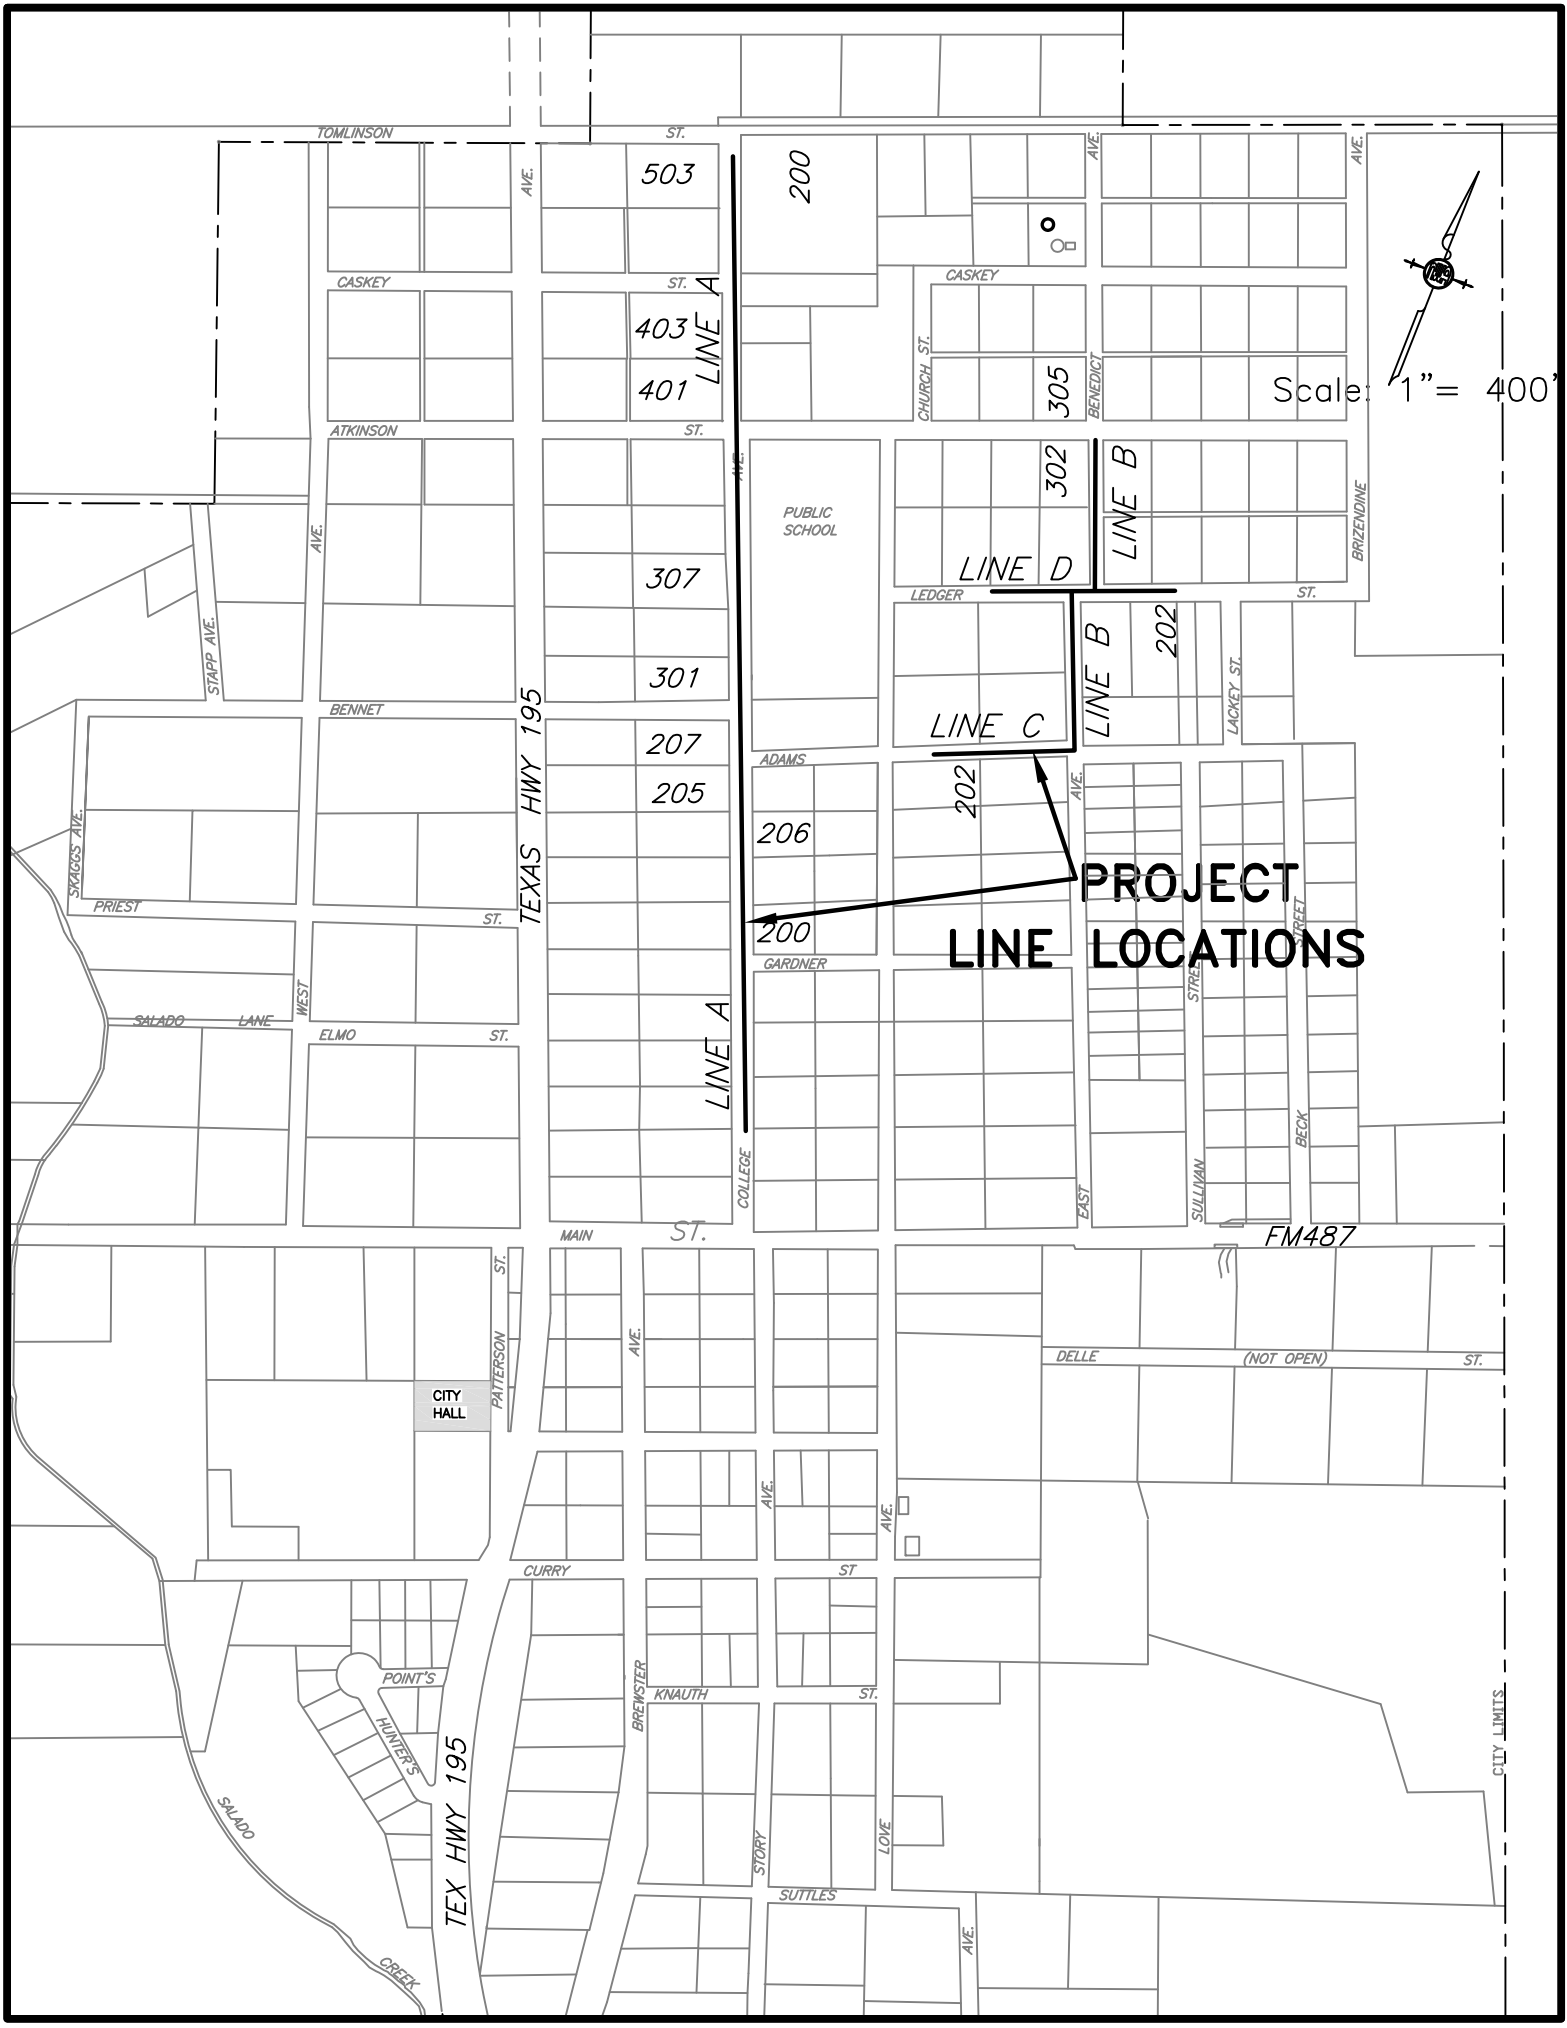 TOMLINSON ST.
AVE.
AVE.
AVE.
503
200
CASKEY ST.
CASKEY
403
LINE A
401
CHURCH ST.
305
BENEDICT
Scale: 1"= 400'
ATKINSON ST.
AVE.
302
LINE B
BRIZENDINE
PUBLIC
SCHOOL
AVE.
307
LINE D
LEDGER ST.
STAPP AVE.
301
202
LINE B
LACKEY ST.
BENNET
TEXAS HWY 195
207
LINE C
ADAMS
205
202
AVE.
206
SKAGGS AVE.
PROJECT
LINE LOCATIONS
PRIEST ST.
200
STREET
GARDNER
STREET
WEST
SALADO LANE
ELMO ST.
LINE A
BECK
COLLEGE
EAST
SULLIVAN
MAIN ST.
FM487
ST.
PATTERSON
AVE.
DELLE (NOT OPEN) ST.
CITY
HALL
AVE.
AVE.
CURRY ST
POINT'S
HUNTER'S
BREWSTER
KNAUTH ST.
CITY LIMITS
TEX HWY 195
SALADO
STORY
LOVE
SUTTLES
AVE.
CREEK